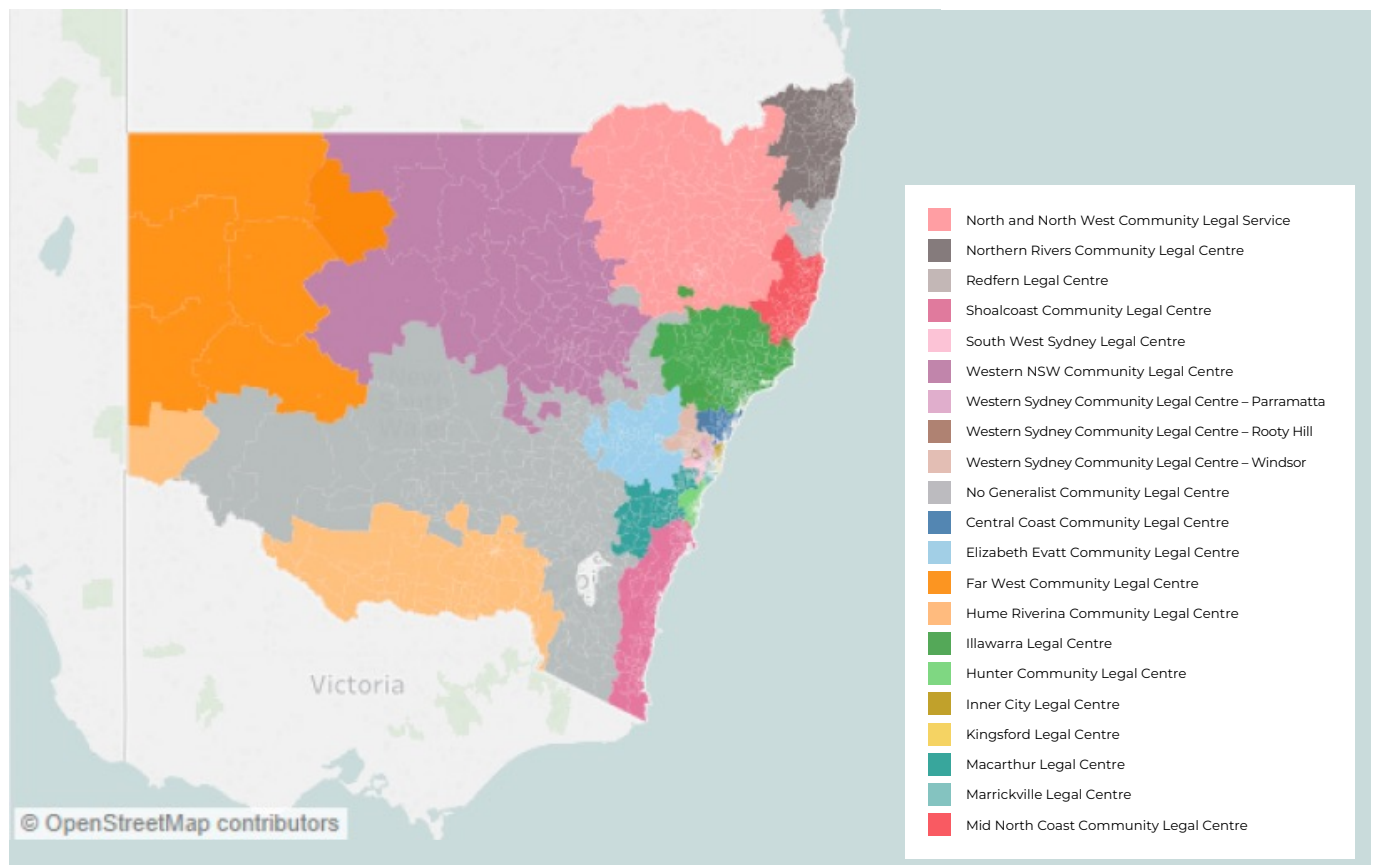 North and North West Community Legal Service
Northern Rivers Community Legal Centre
Redfern Legal Centre
Shoalcoast Community Legal Centre
South West Sydney Legal Centre
Western NSW Community Legal Centre
Western Sydney Community Legal Centre – Parramatta
Western Sydney Community Legal Centre – Rooty Hill
Western Sydney Community Legal Centre – Windsor
No Generalist Community Legal Centre
Central Coast Community Legal Centre
Elizabeth Evatt Community Legal Centre
Far West Community Legal Centre
Hume Riverina Community Legal Centre
Illawarra Legal Centre
Hunter Community Legal Centre
Inner City Legal Centre
Kingsford Legal Centre
Macarthur Legal Centre
Marrickville Legal Centre
Mid North Coast Community Legal Centre
Victoria
© OpenStreetMap contributors